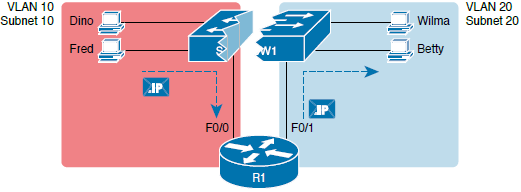 VLAN 10
Subnet 10
Dino
Fred
S
W1
VLAN 20
Subnet 20
Wilma
Betty
.IP
.IP
F0/0
F0/1
R1